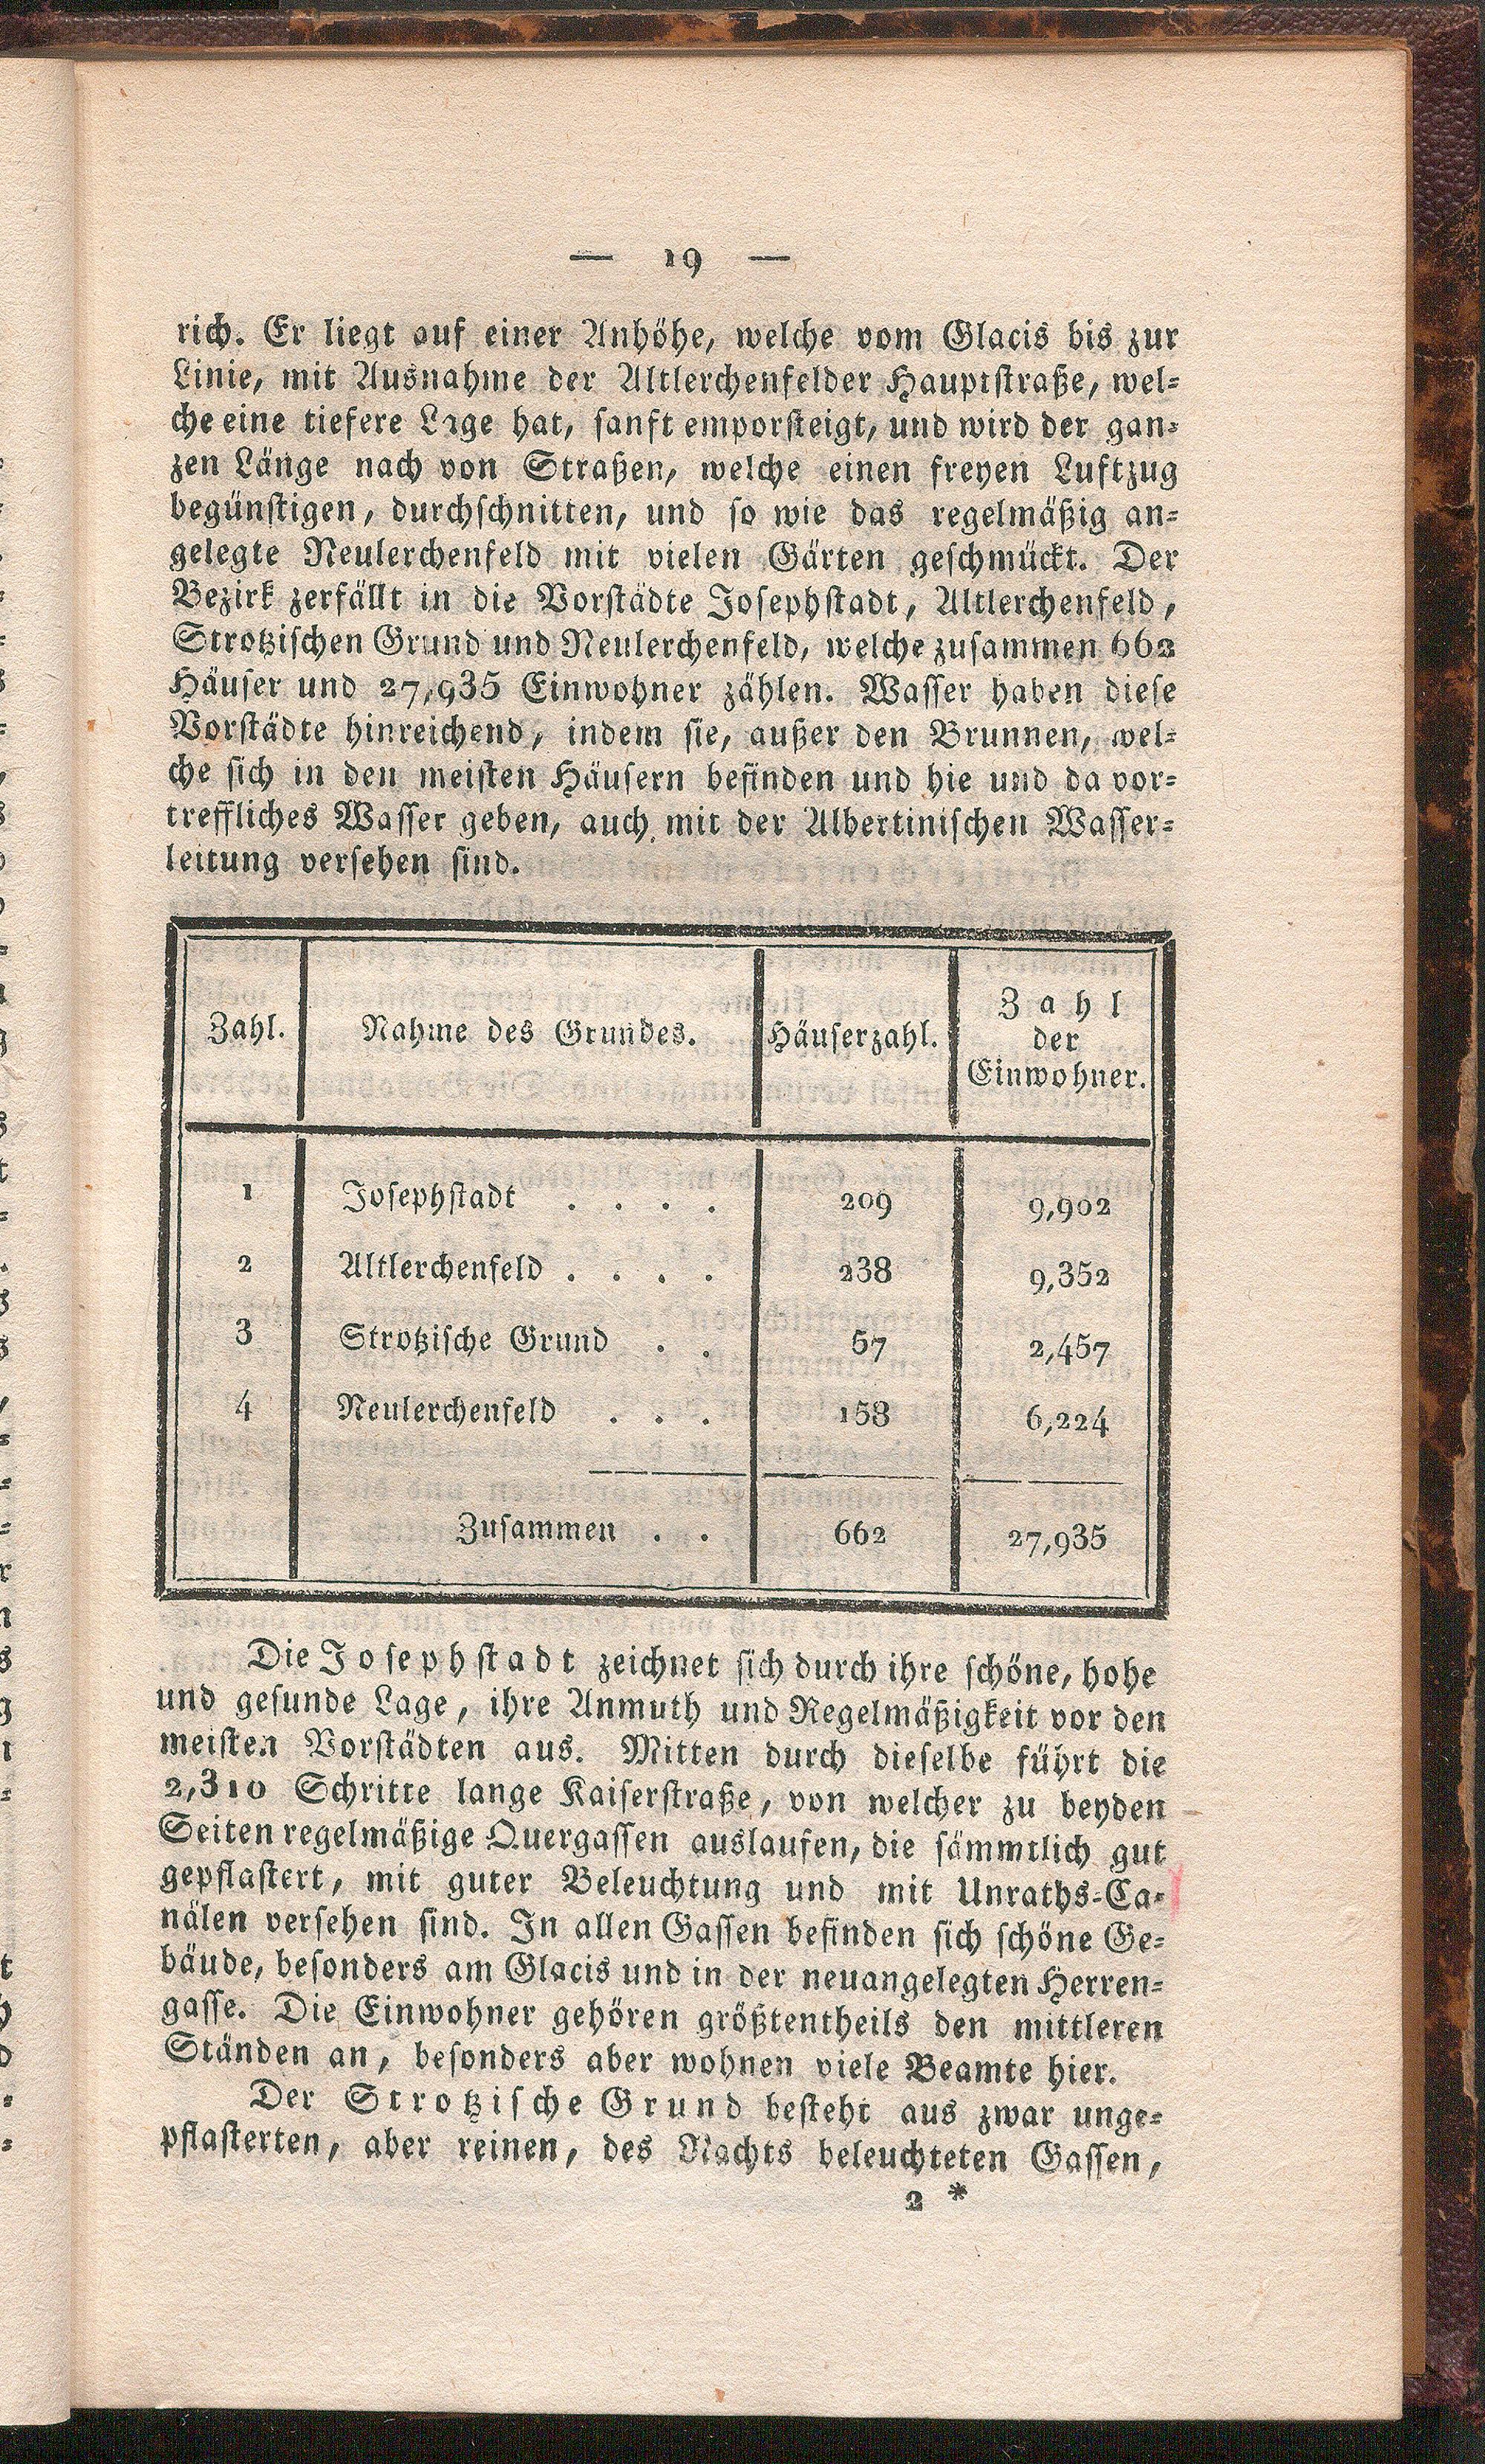 — 19 —
rich. Er liegt auf einer Anhöhe, welche vom Glacis bis zur
Linie, mit Ausnahme der Altlerchenfelder Hauptstraße, wel-
che eine tiefere Lage hat, sanft emporsteigt, und wird der gan-
zen Länge nach von Straßen, welche einen freyen Luftzug
begünstigen, durchschnitten, und so wie das regelmäßig an-
gelegte Neulerchenfeld mit vielen Gärten geschmückt. Der
Bezirk zerfällt in die Vorstädte Josephstadt, Altlerchenfeld,
Strotzischen Grund und Neulerchenfeld, welche zusammen 662
Häuser und 27,935 Einwohner zählen. Wasser haben diese
Vorstädte hinreichend, indem sie, außer den Brunnen, wel-
che sich in den meisten Häusern befinden und hie und da vor-
treffliches Wasser geben, auch mit der Albertinischen Wasser-
leitung versehen sind.
Zahl. Nahme des Grundes. Häuserzahl. Zahl
der
Einwohner.
1 Josephstadt . . . . 209 9,902
2 Altlerchenfeld . . . . 238 9,352
3 Strotzische Grund . . 57 2,457
4 Neulerchenfeld . . . 158 6,224
Zusammen . . 662 27,935
Die Josephstadt zeichnet sich durch ihre schöne, hohe
und gesunde Lage, ihre Anmuth und Regelmäßigkeit vor den
meisten Vorstädten aus. Mitten durch dieselbe führt die
2,310 Schritte lange Kaiserstraße, von welcher zu beyden
Seiten regelmäßige Quergassen auslaufen, die sämmtlich gut
gepflastert, mit guter Beleuchtung und mit Unraths-Ca-
nälen versehen sind. In allen Gassen befinden sich schöne Ge-
bäude, besonders am Glacis und in der neuangelegten Herren-
gasse. Die Einwohner gehören größtentheils den mittleren
Ständen an, besonders aber wohnen viele Beamte hier.
Der Strotzische Grund besteht aus zwar unge-
pflasterten, aber reinen, des Nachts beleuchteten Gassen,
2 *